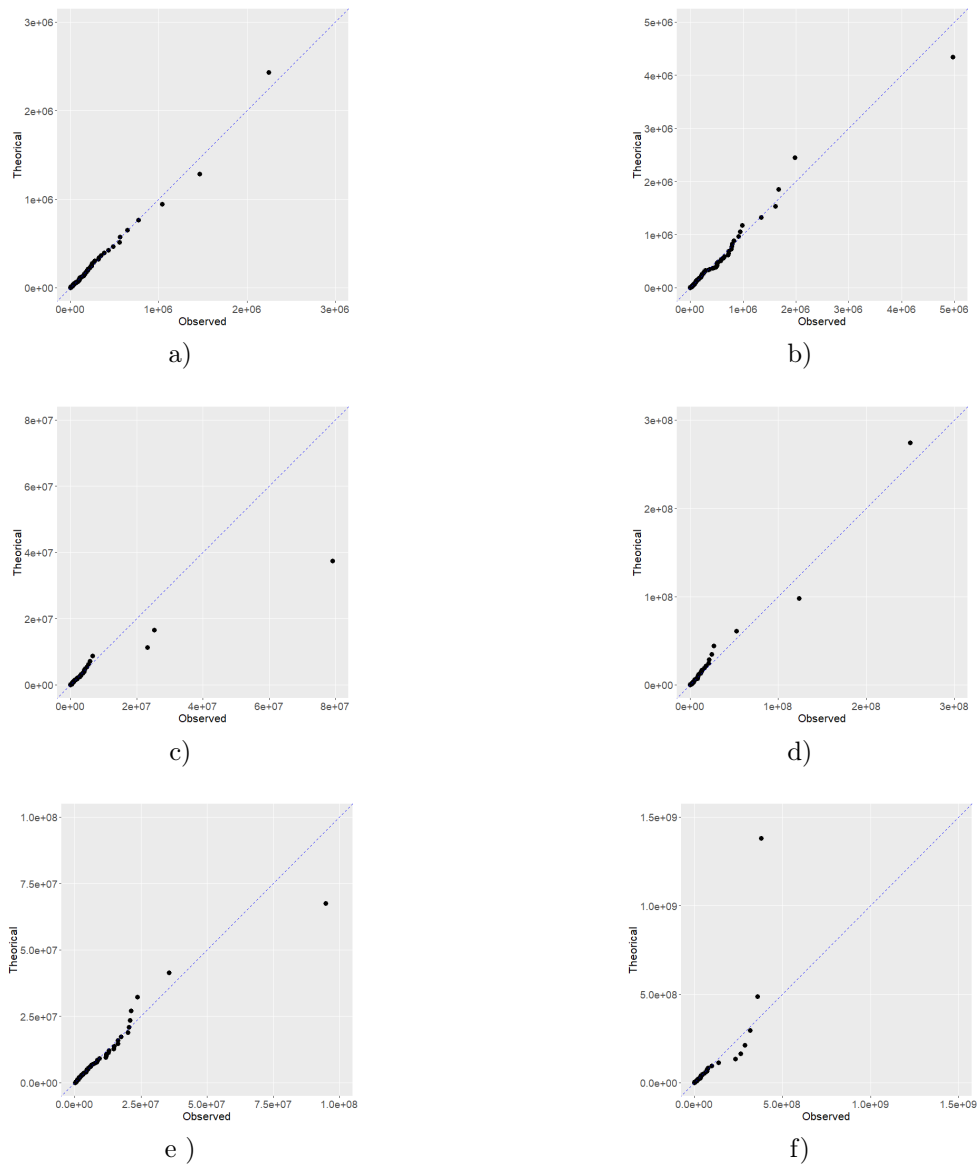 3e+06
2e+06
1e+06
0e+00
Theorical
0e+00 1e+06 2e+06 3e+06
Observed
a)
5e+06
4e+06
3e+06
2e+06
1e+06
0e+00
Theorical
0e+00 1e+06 2e+06 3e+06 4e+06 5e+06
Observed
b)
8e+07
6e+07
4e+07
2e+07
0e+00
Theorical
0e+00 2e+07 4e+07 6e+07 8e+07
Observed
c)
3e+08
2e+08
1e+08
0e+00
Theorical
0e+00 1e+08 2e+08 3e+08
Observed
d)
1.0e+08
7.5e+07
5.0e+07
2.5e+07
0.0e+00
Theorical
0.0e+00 2.5e+07 5.0e+07 7.5e+07 1.0e+08
Observed
e )
1.5e+09
1.0e+09
5.0e+08
0.0e+00
Theorical
0.0e+00 5.0e+08 1.0e+09 1.5e+09
Observed
f)